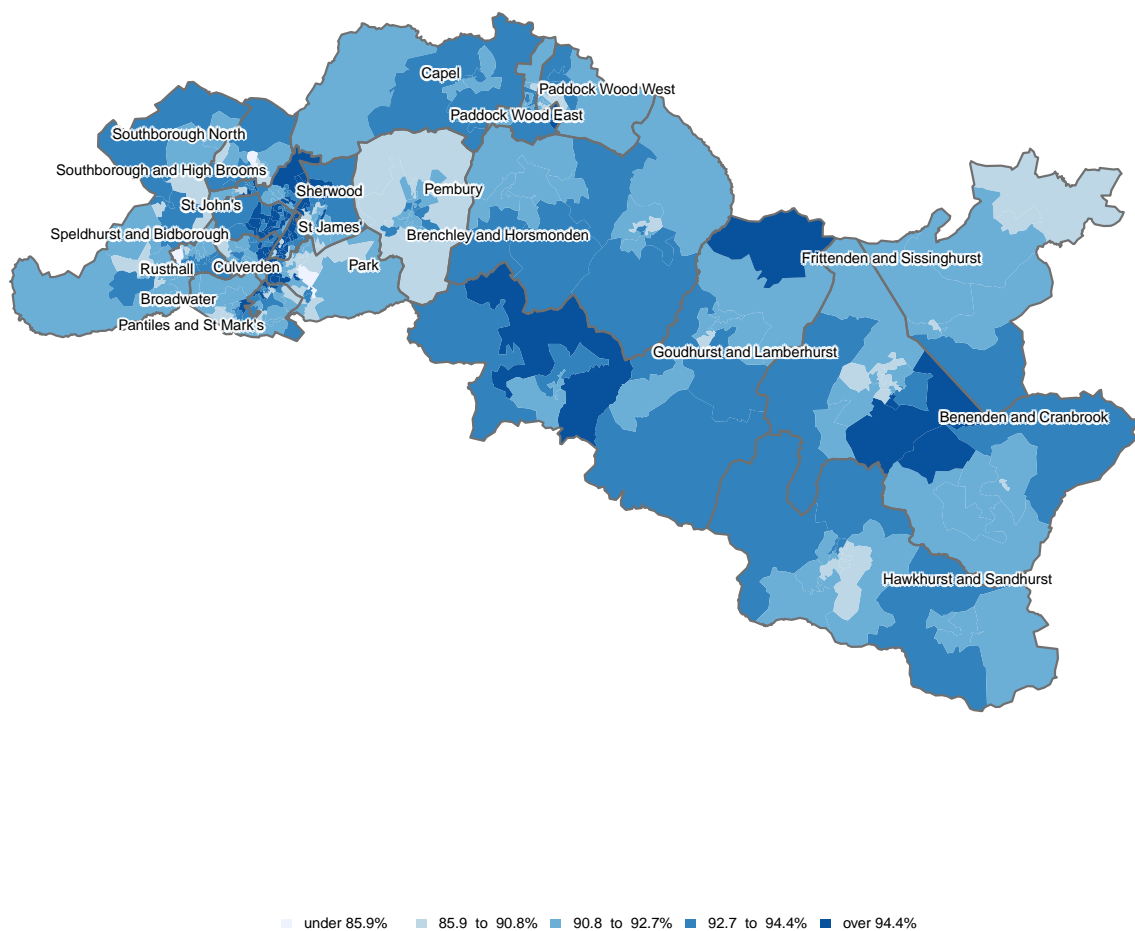 Capel
Paddock Wood West
Paddock Wood East
Southborough North
Southborough and High Brooms
Sherwood
Pembury
St John's
St James'
Speldhurst and Bidborough
Brenchley and Horsmonden
Frittenden and Sissinghurst
Rusthall
Culverden
Park
Broadwater
Pantiles and St Mark's
Goudhurst and Lamberhurst
Benenden and Cranbrook
Hawkhurst and Sandhurst
under 85.9% 85.9 to 90.8% 90.8 to 92.7% 92.7 to 94.4% over 94.4%